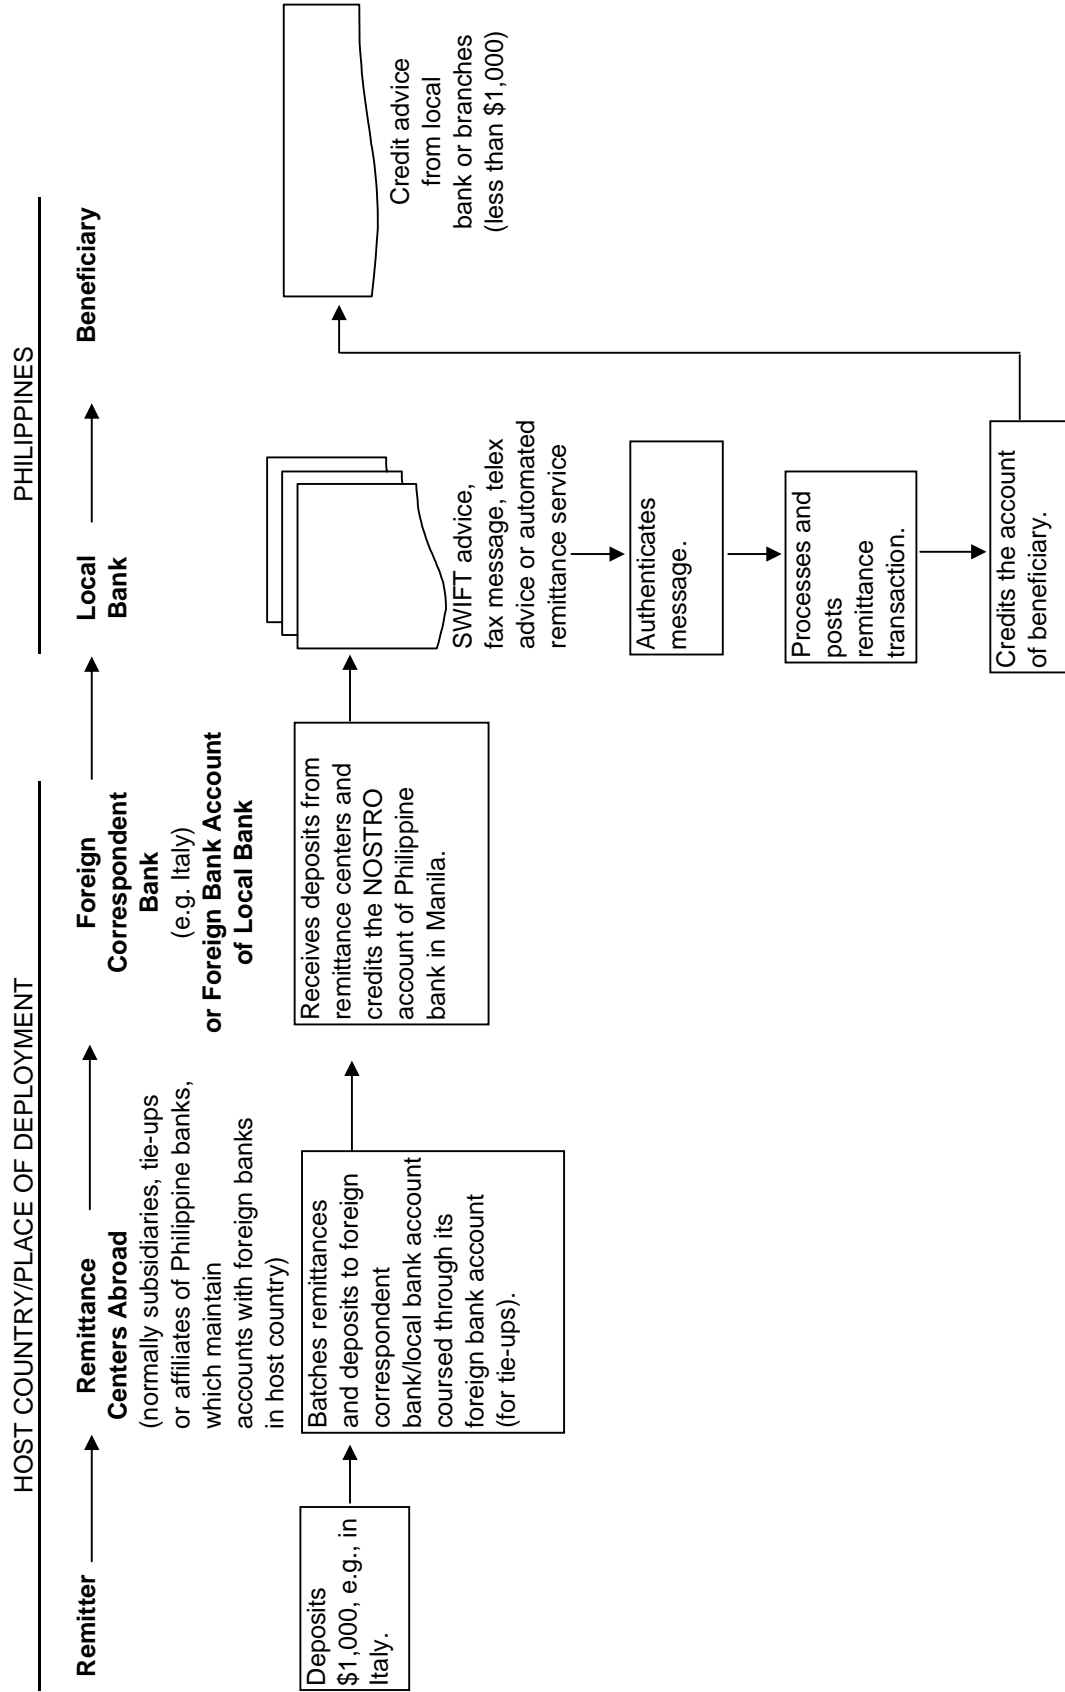 HOST COUNTRY/PLACE OF DEPLOYMENT
PHILIPPINES
Remitter
Remittance
Centers Abroad
(normally subsidiaries, tie-ups
or affiliates of Philippine banks,
which maintain
accounts with foreign banks
in host country)
Foreign
Correspondent
Bank
(e.g. Italy)
or Foreign Bank Account
of Local Bank
Local
Bank
Beneficiary
Deposits
$1,000, e.g., in
Italy.
Batches remittances
and deposits to foreign
correspondent
bank/local bank account
coursed through its
foreign bank account
(for tie-ups).
Receives deposits from
remittance centers and
credits the NOSTRO
account of Philippine
bank in Manila.
SWIFT advice,
fax message, telex
advice or automated
remittance service
Authenticates
message.
Processes and
posts
remittance
transaction.
Credits the account
of beneficiary.
Credit advice
from local
bank or branches
(less than $1,000)